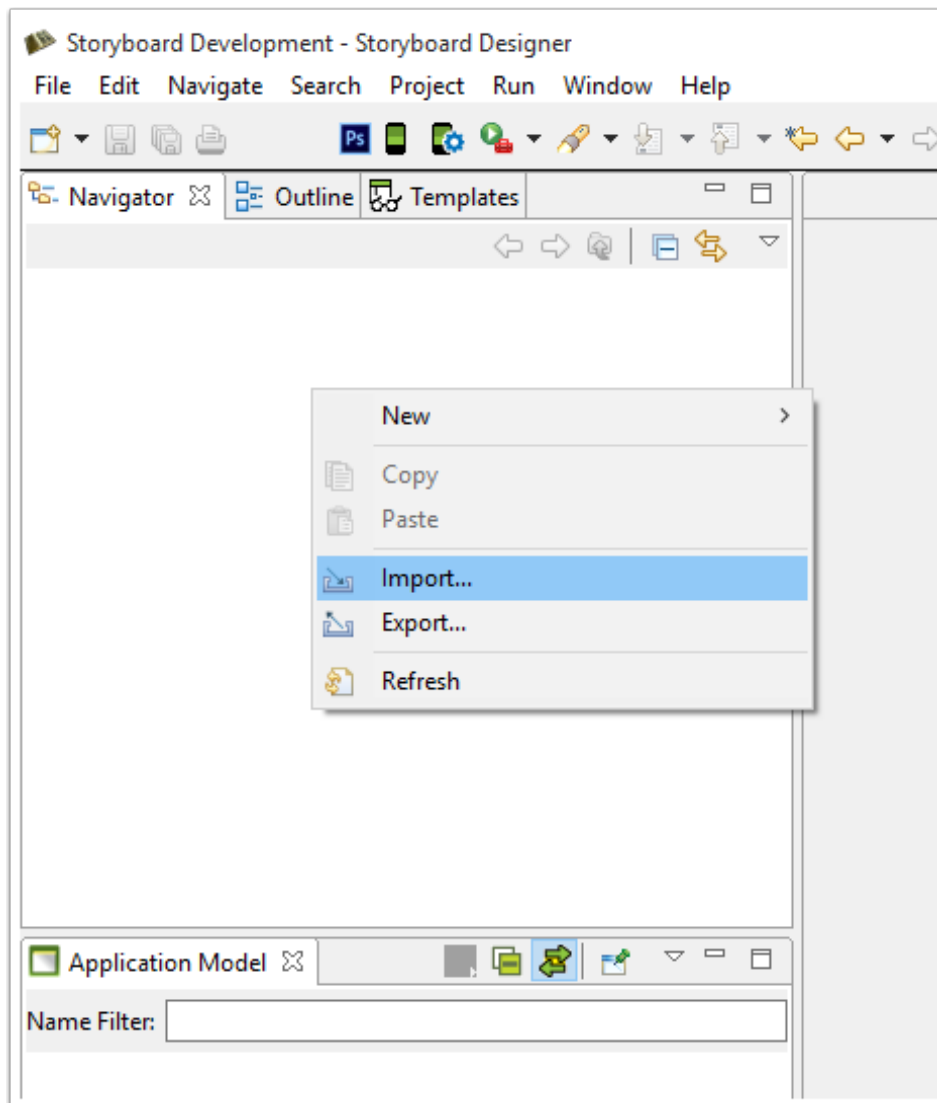 Storyboard Development - Storyboard Designer
File Edit Navigate Search Project Run Window Help
Ps
Navigator Outline Templates
New
Copy
Paste
Import...
Export...
Refresh
Application Model
Name Filter: